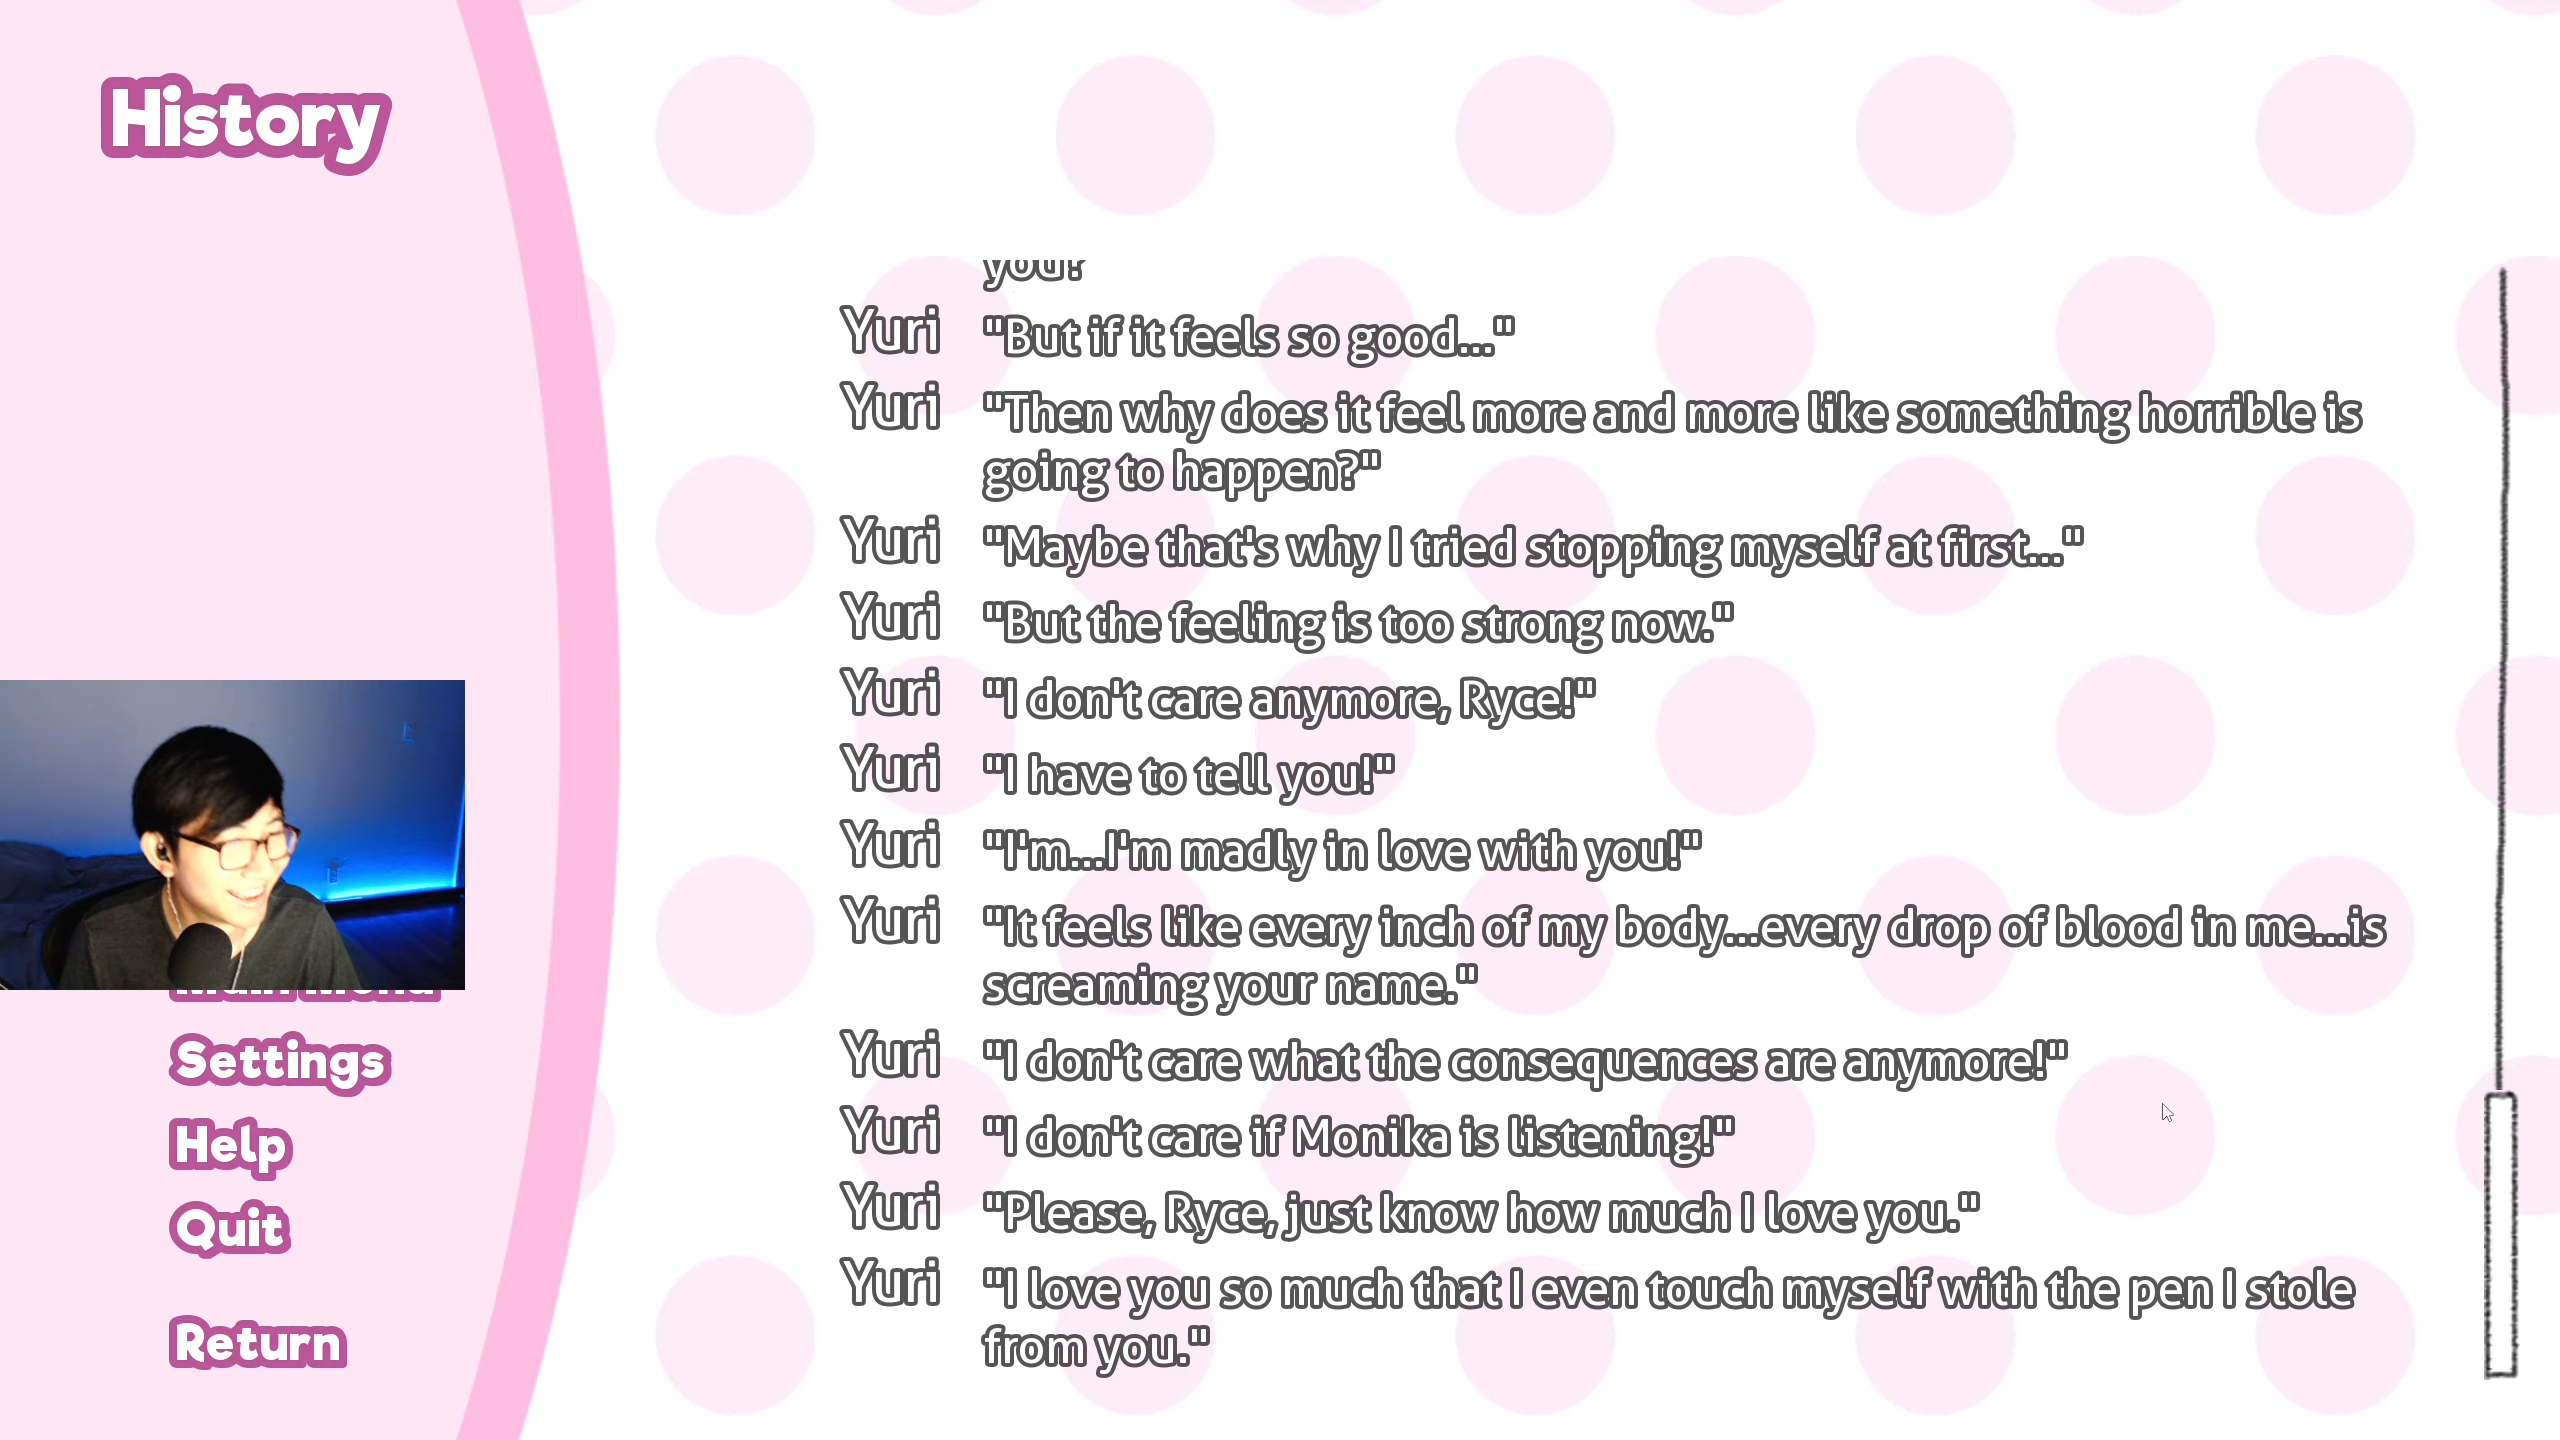 History
you?
Yuri "But if it feels so good..."
Yuri "Then why does it feel more and more like something horrible is
going to happen?"
Yuri "Maybe that's why I tried stopping myself at first..."
Yuri "But the feeling is too strong now."
Yuri "I don't care anymore, Ryce!"
Yuri "I have to tell you!"
Yuri "I'm...I'm madly in love with you!"
Yuri "It feels like every inch of my body...every drop of blood in me...is
screaming your name."
Yuri "I don't care what the consequences are anymore!"
Yuri "I don't care if Monika is listening!"
Yuri "Please, Ryce, just know how much I love you."
Yuri "I love you so much that I even touch myself with the pen I stole
from you."
Settings
Help
Quit
Return